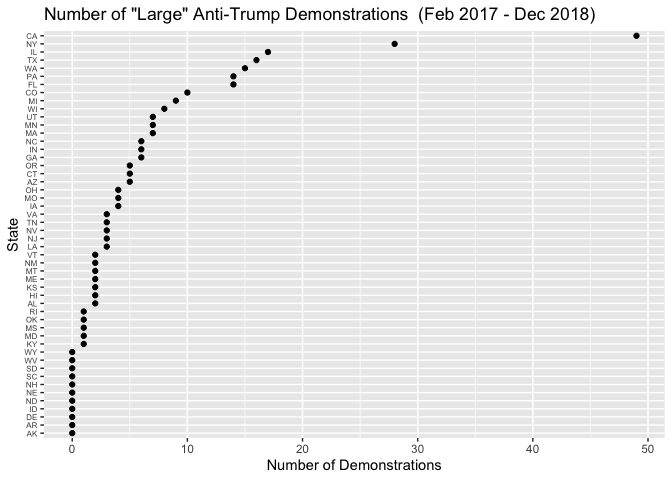 Number of "Large" Anti-Trump Demonstrations (Feb 2017 - Dec 2018)
State
CA
NY
IL
TX
WA
PA
FL
CO
MI
WI
UT
MN
MA
NC
IN
GA
OR
CT
AZ
OH
MO
IA
VA
TN
NV
NJ
LA
VT
NM
MT
ME
KS
HI
AL
RI
OK
MS
MD
KY
WY
WV
SD
SC
NH
NE
ND
ID
DE
AR
AK
0 10 20 30 40 50
Number of Demonstrations